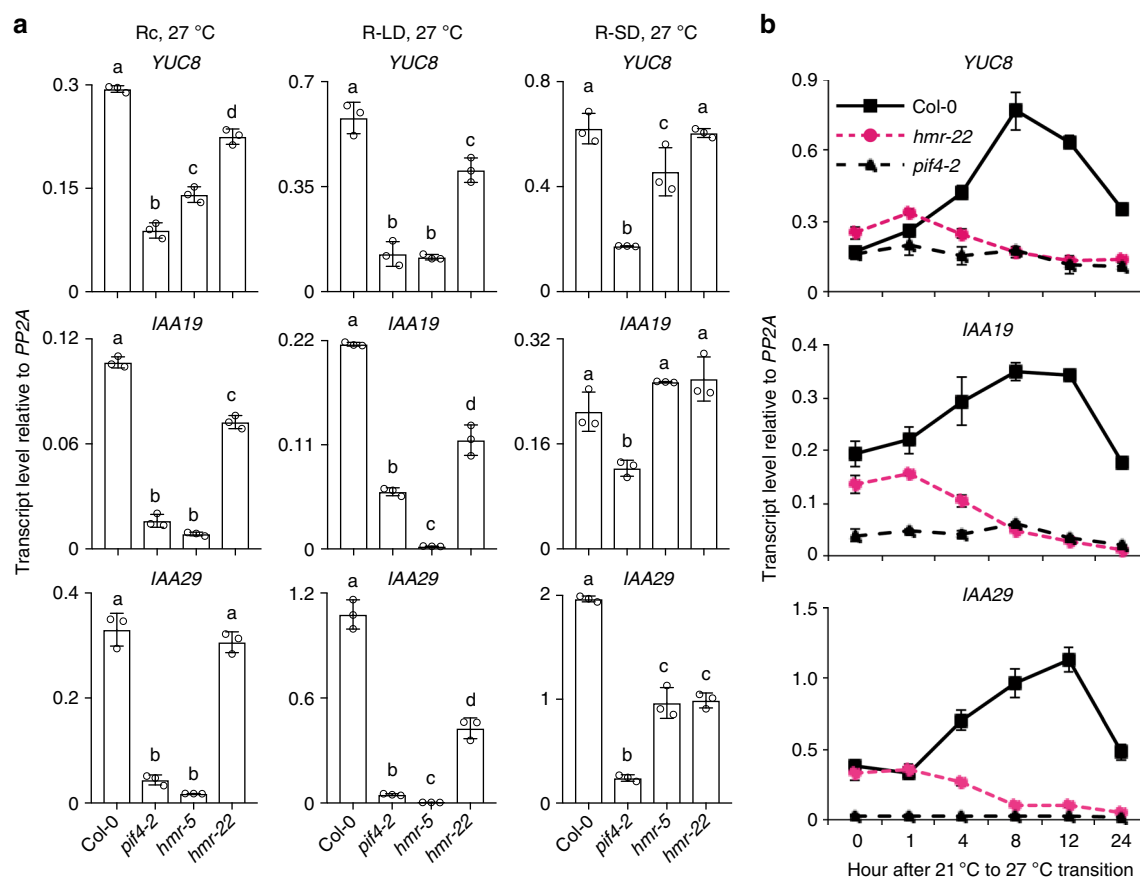 a
Rc, 27 °C
R-LD, 27 °C
R-SD, 27 °C
YUC8
YUC8
YUC8
0.3
0.15
0
a
b
c
d
0.7
0.35
0
a
b
b
c
0.8
0.4
0
a
b
c
a
IAA19
IAA19
IAA19
0.12
0.06
0
a
b
b
c
0.22
0.11
0
a
b
c
d
0.32
0.16
0
a
b
a
a
IAA29
IAA29
IAA29
0.4
0.2
0
a
b
b
a
1.2
0.6
0
a
b
c
d
2
1
0
a
b
c
c
Transcript level relative to PP2A
Col-0
pif4-2
hmr-5
hmr-22
Col-0
pif4-2
hmr-5
hmr-22
Col-0
pif4-2
hmr-5
hmr-22
b
YUC8
0.9
0.6
0.3
0
Col-0
hmr-22
pif4-2
IAA19
0.4
0.3
0.2
0.1
0
IAA29
1.5
1.0
0.5
0
Transcript level relative to PP2A
0 1 4 8 12 24
Hour after 21 °C to 27 °C transition